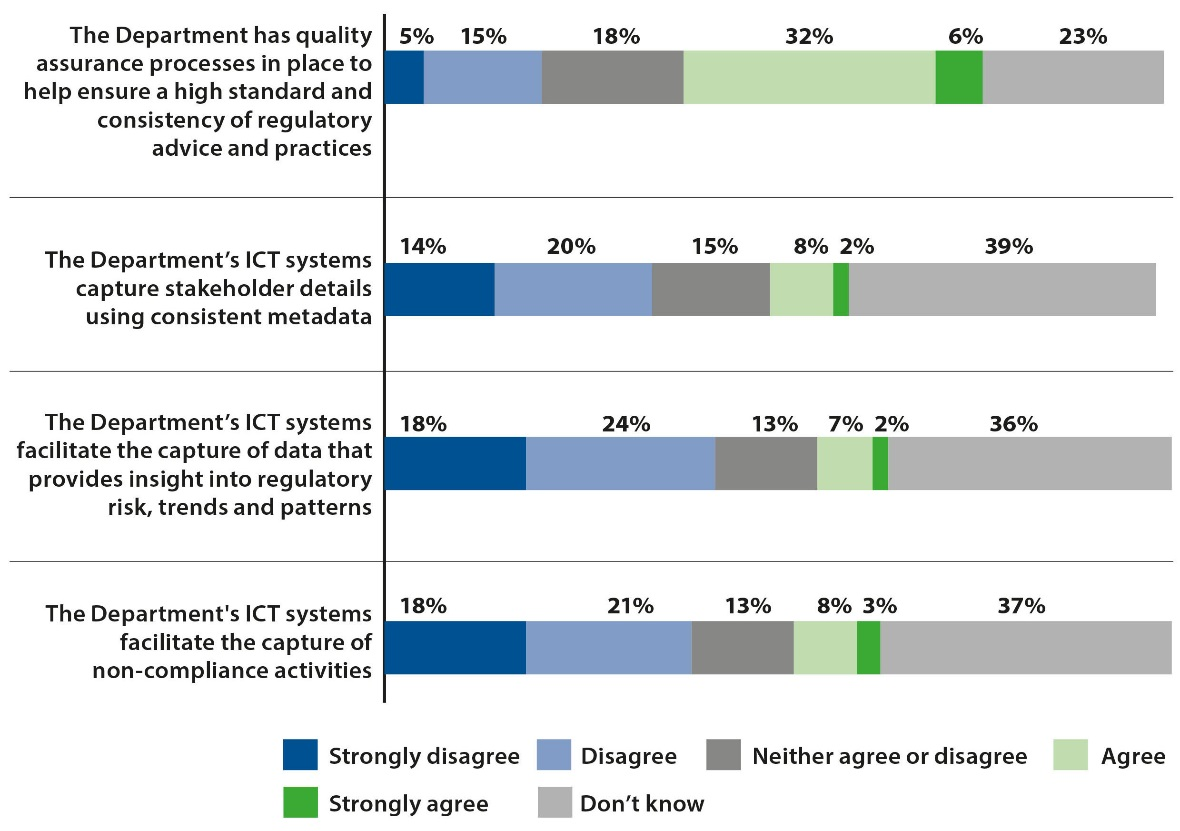 The Department has quality
assurance processes in place to
help ensure a high standard and
consistency of regulatory
advice and practices
5% 15% 18% 32% 6% 23%
The Department’s ICT systems
capture stakeholder details
using consistent metadata
14% 20% 15% 8% 2% 39%
The Department’s ICT systems
facilitate the capture of data that
provides insight into regulatory
risk, trends and patterns
18% 24% 13% 7% 2% 36%
The Department's ICT systems
facilitate the capture of
non-compliance activities
18% 21% 13% 8% 3% 37%
Strongly disagree Disagree Neither agree or disagree Agree
Strongly agree Don’t know